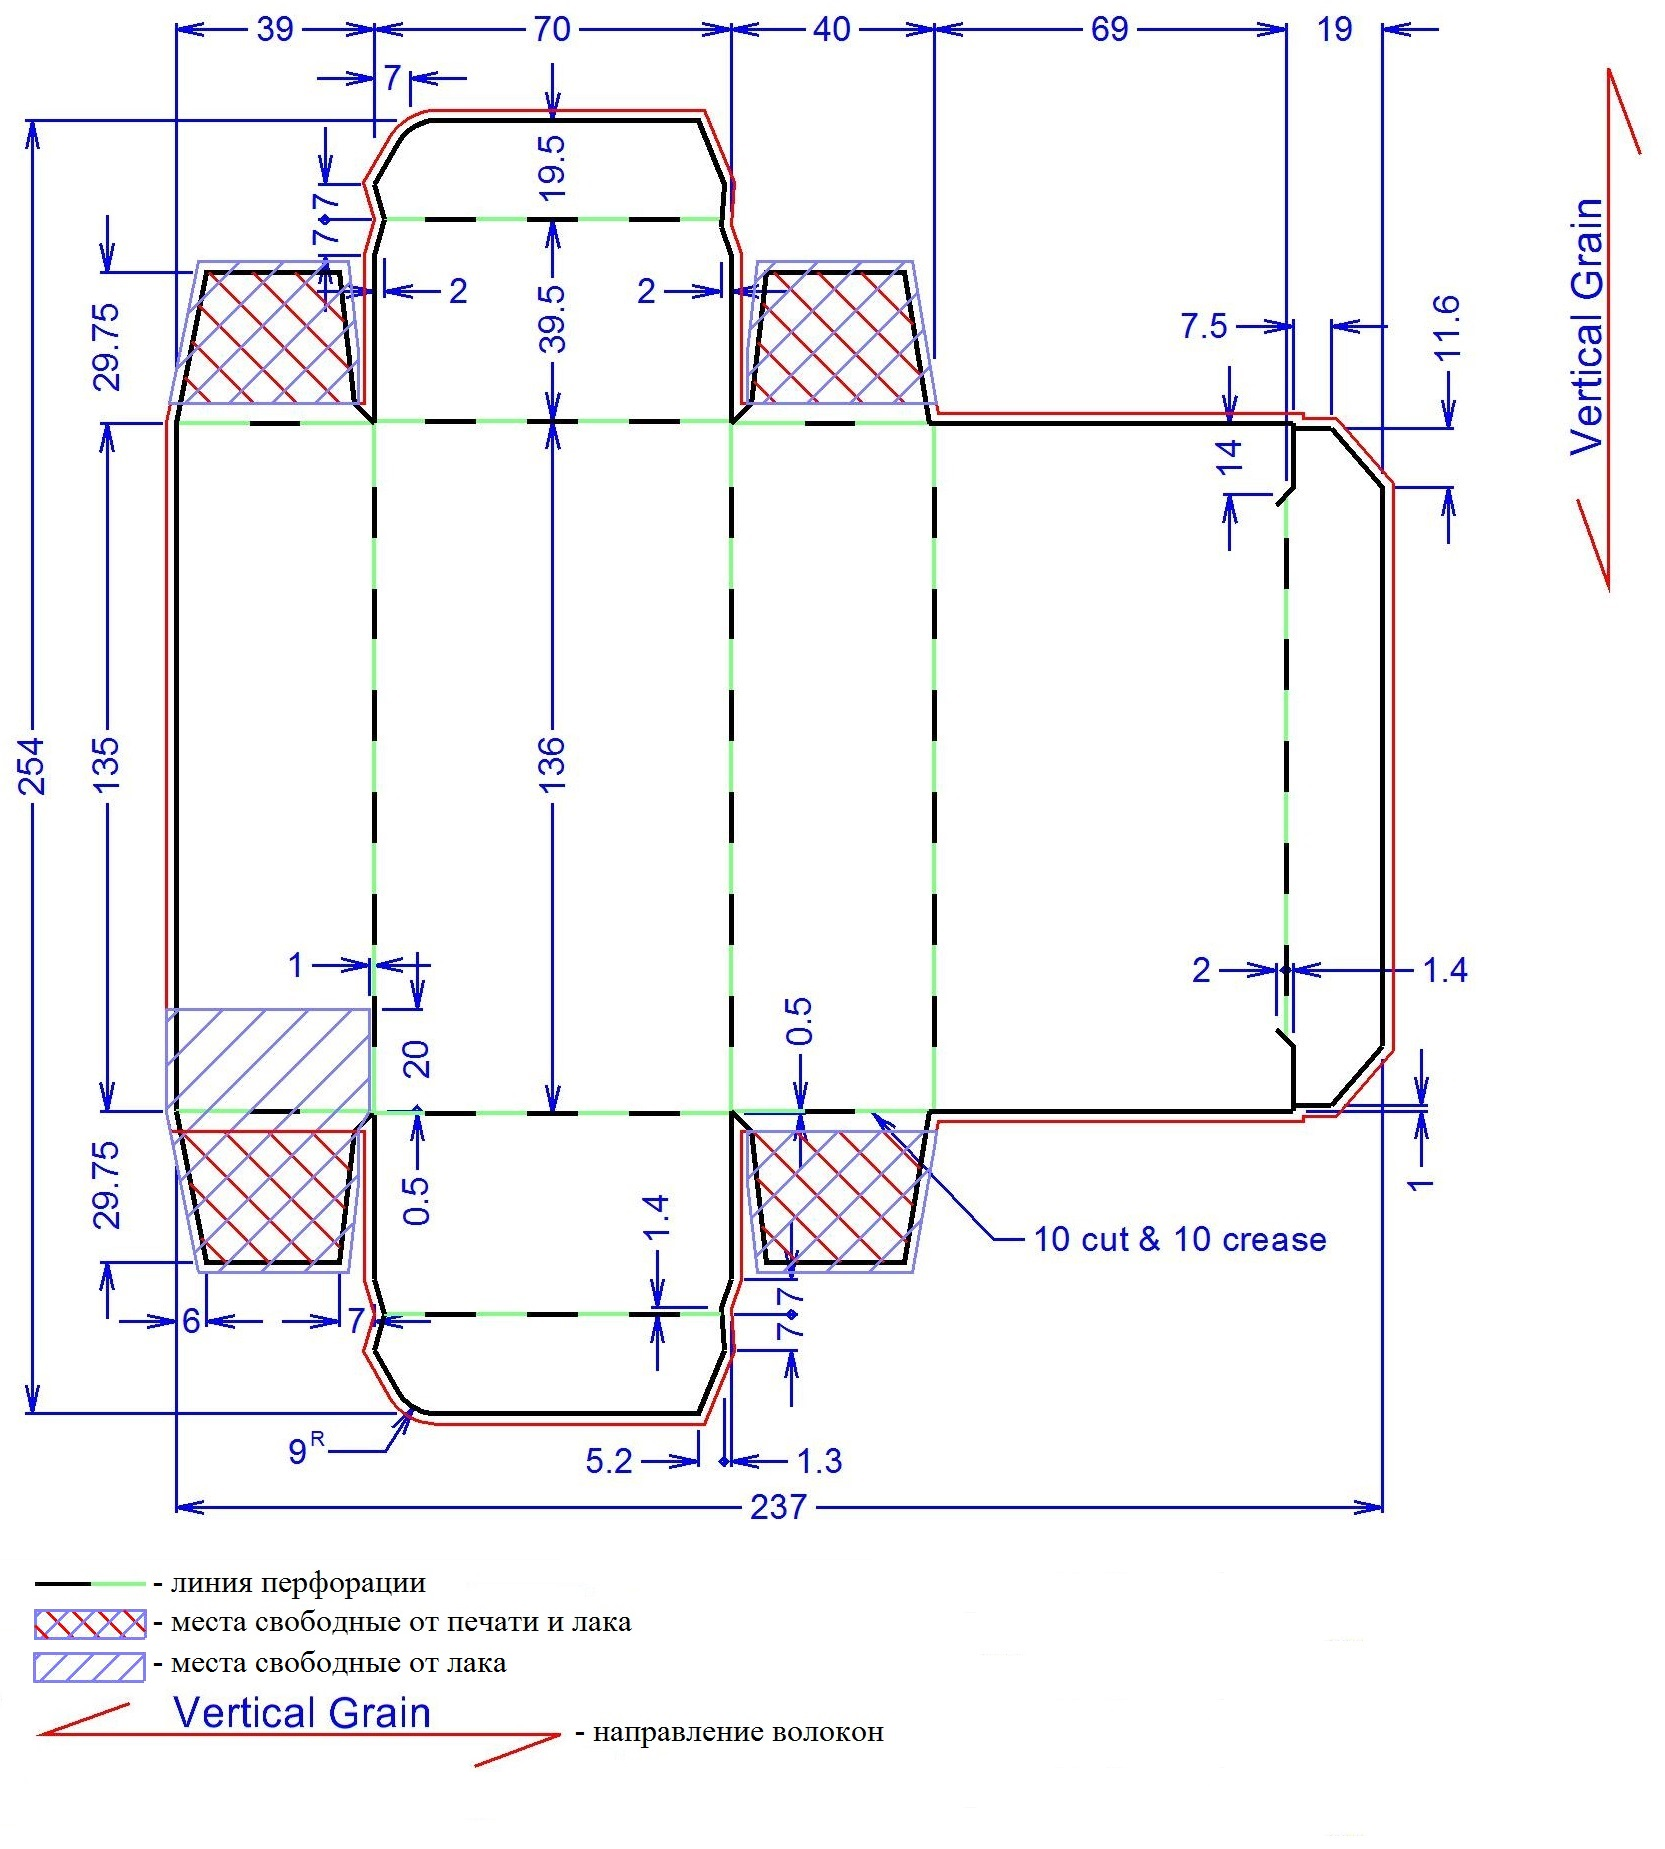 39 70 40 69 19
7
19.5
7
7
2 2
29.75
39.5
7.5
11.6
Vertical Grain
14
254
135
136
1
20
0.5
2 1.4
0.5
29.75
1.4
1
10 cut & 10 crease
6 7
7
7
9R
5.2 1.3
237
- линия перфорации
- места свободные от печати и лака
- места свободные от лака
Vertical Grain
- направление волокон